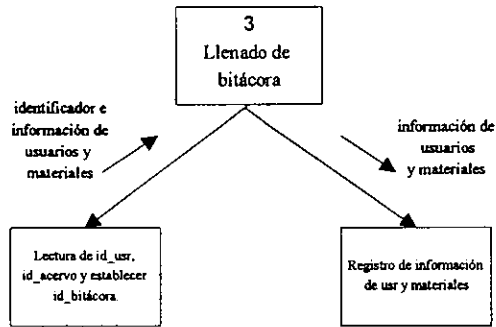 3
Llenado de
bitácora
identificador e
información de
usuarios y
materiales
información de
usuarios
y materiales
Lectura de id_usr,
id_acervo y establecer
id_bitácora.
Registro de información
de usr y materiales